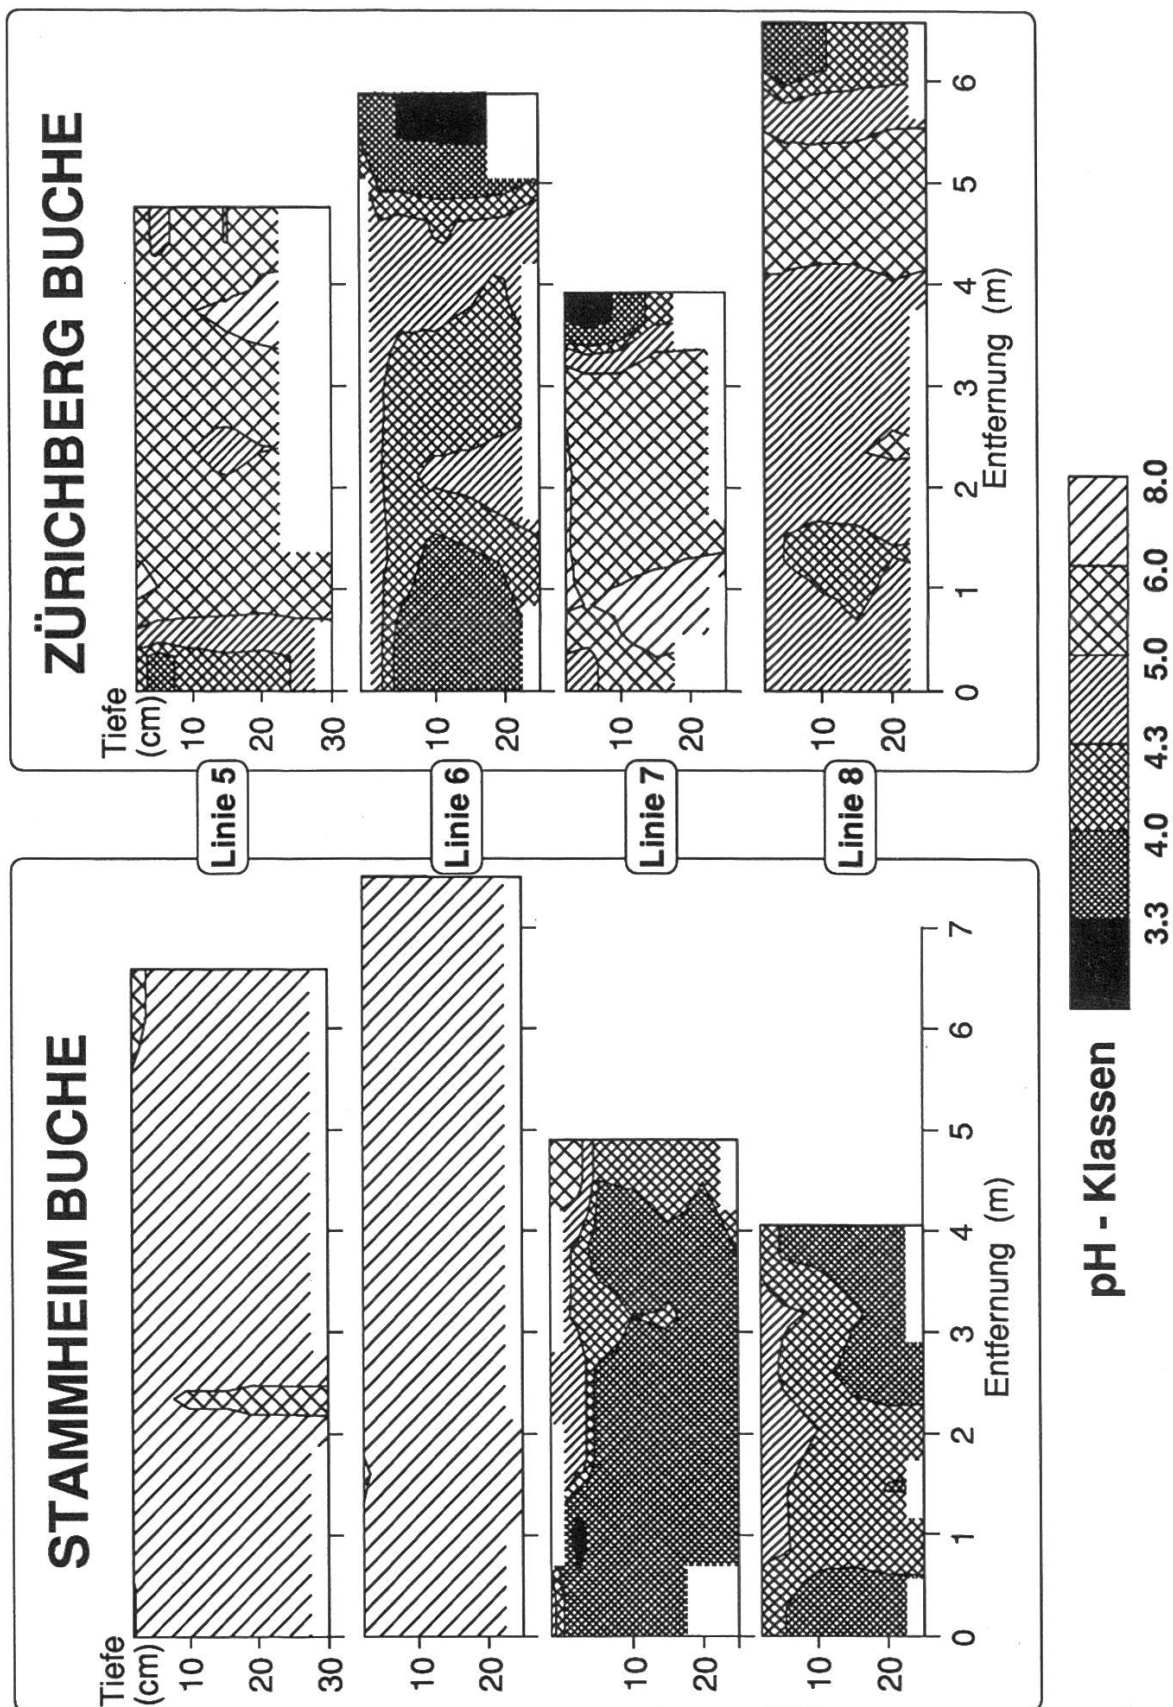 STAMMHEIM BUCHE
Tiefe
(cm)
10
20
30
10
20
10
20
10
20
0 1 2 3 4 5 6 7
Entfernung (m)
Linie 5
Linie 6
Linie 7
Linie 8
ZÜRICHBERG BUCHE
Tiefe
(cm)
10
20
30
10
20
10
20
10
20
0 1 2 3 4 5 6
Entfernung (m)
pH - Klassen
3.3 4.0 4.3 5.0 6.0 8.0